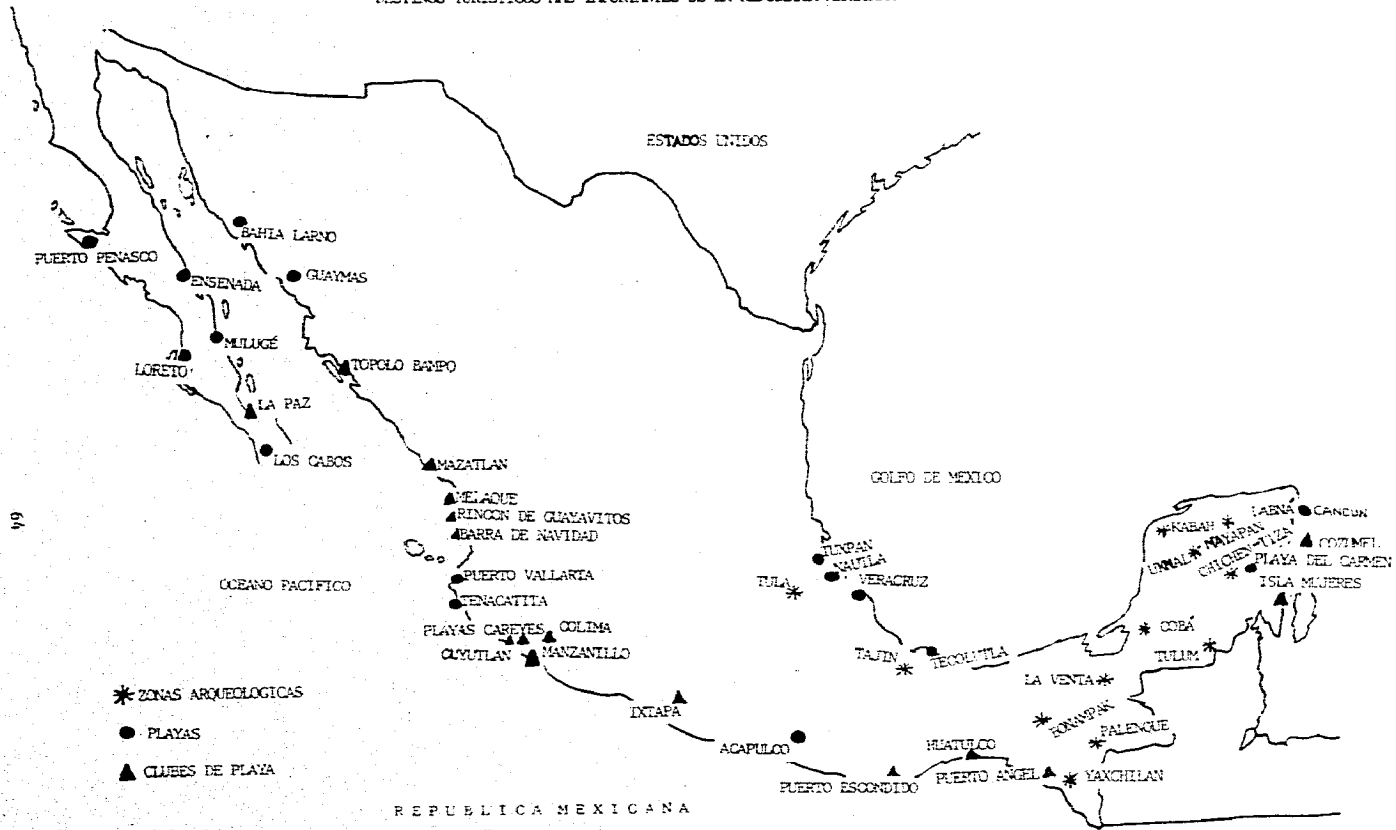 ESTADOS UNIDOS
BAHIA LARNO
PUERTO PENASCO
ENSENADA
GUAYMAS
MULUGÉ
LORETO
TOPOLO BAMPO
LA PAZ
LOS CABOS
MAZATLAN
GOLFO DE MEXICO
MELAQUE
RINCON DE GUAYAVITOS
BARRA DE NAVIDAD
LABNÁ
CANCUN
KABAH
MAYAPAN
COZUMEL
UXMAL
CHICHEN-ITZA
PLAYA DEL CARMEN
ISLA MUJERES
64
TUXPAN
NAUTLA
OCEANO PACIFICO
PUERTO VALLARTA
TULA
VERACRUZ
TENACATITA
PLAYAS CAREYES
COLIMA
COBÁ
CUYUTLAN
MANZANILLO
TAJIN
TECOLUTLA
TULUM
LA VENTA
ZONAS ARQUEOLOGICAS
IXTAPA
BONAMPAK
PLAYAS
PALENQUE
ACAPULCO
HUATULCO
CLUBES DE PLAYA
PUERTO ESCONDIDO
PUERTO ANGEL
YAXCHILAN
REPUBLICA MEXICANA